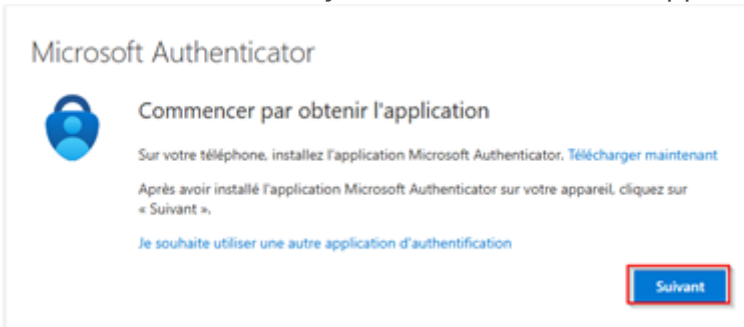 Microsoft Authenticator
Commencer par obtenir l'application
Sur votre téléphone, installez l'application Microsoft Authenticator. Télécharger maintenant
Après avoir installé l'application Microsoft Authenticator sur votre appareil, cliquez sur
« Suivant ».
Je souhaite utiliser une autre application d'authentification
Suivant